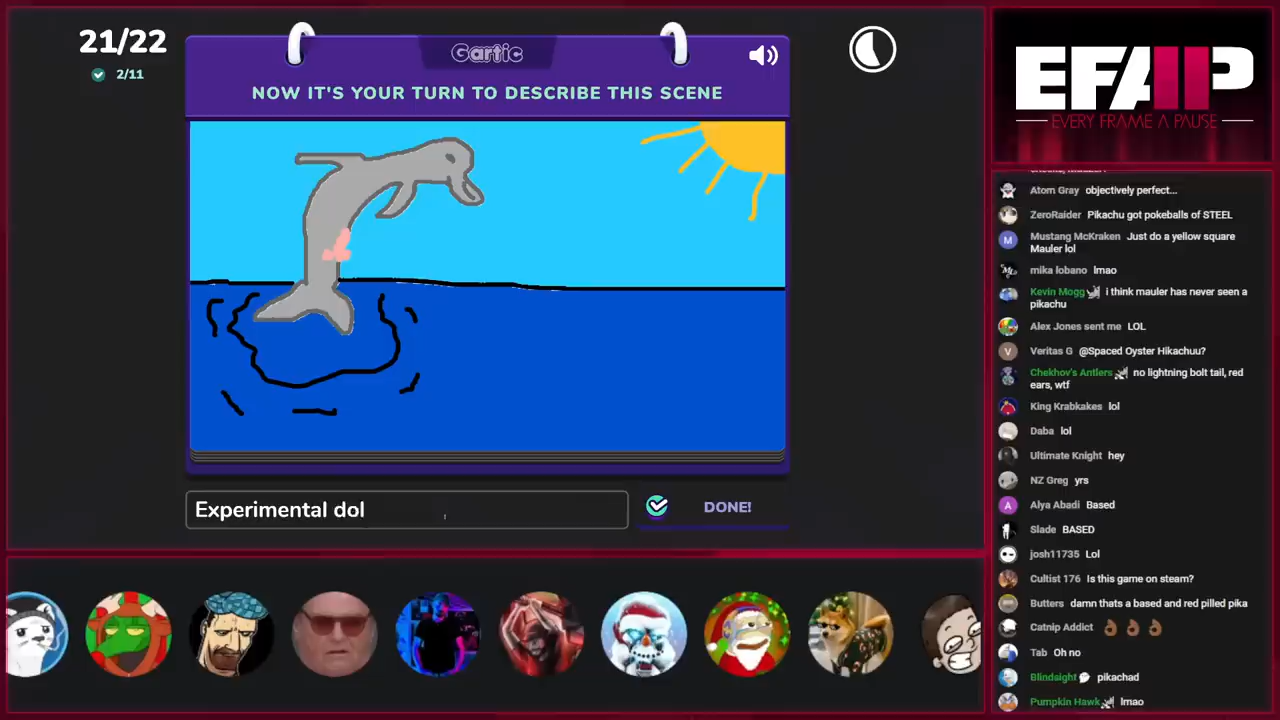 21/22
2/11
Gartic
NOW IT'S YOUR TURN TO DESCRIBE THIS SCENE
Experimental dol
DONE!
EFAP
EVERY FRAME A PAUSE
Atom Gray objectively perfect...
ZeroRaider Pikachu got pokeballs of STEEL
Mustang McKraken Just do a yellow square
Mauler lol
mika lobano lmao
Kevin Mogg i think mauler has never seen a
pikachu
Alex Jones sent me LOL
Veritas G @Spaced Oyster Hikachuu?
Chekhov's Antlers no lightning bolt tail, red
ears, wtf
King Krabkakes lol
Daba lol
Ultimate Knight hey
NZ Greg yrs
Alya Abadi Based
Slade BASED
josh11735 Lol
Cultist 176 Is this game on steam?
Butters damn thats a based and red pilled pika
Catnip Addict 👌🏾👌🏾👌🏾
Tab Oh no
Blindsaight pikachad
Pumpkin Hawk lmao